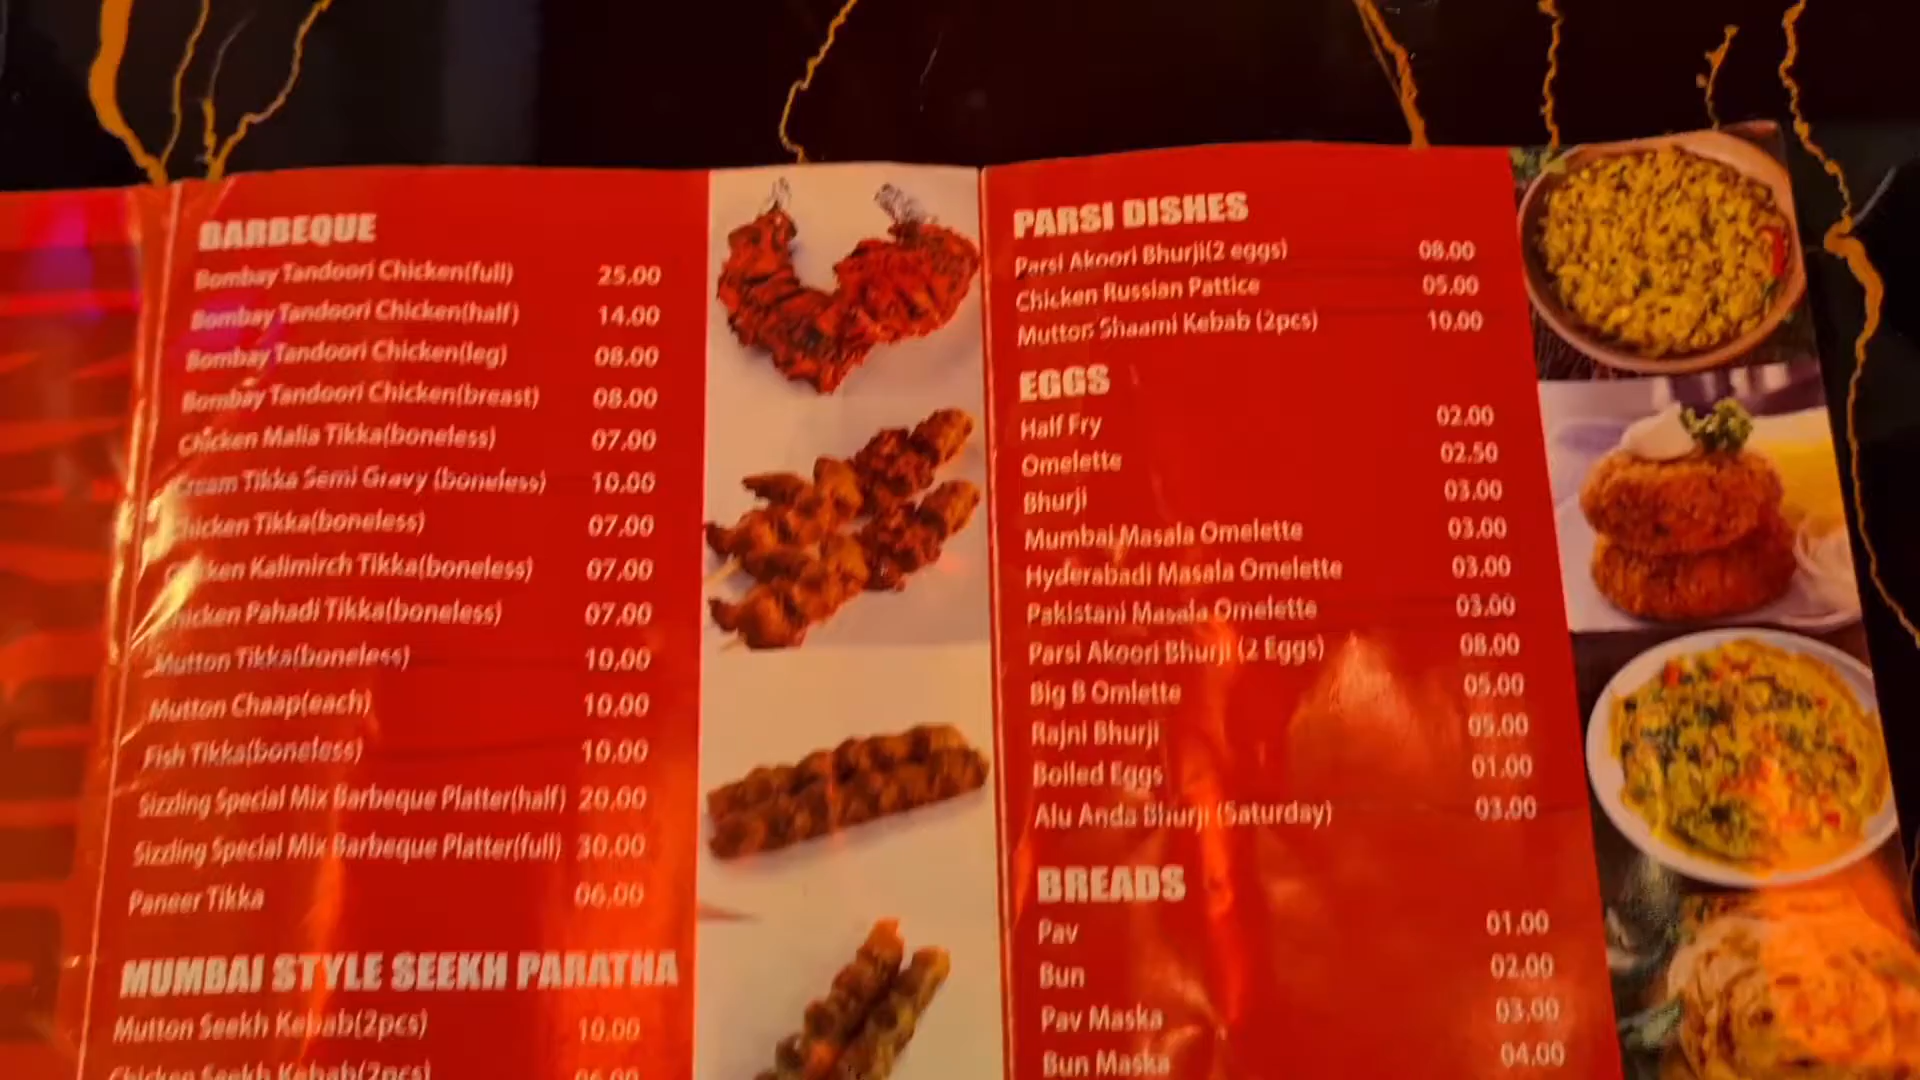 BARBEQUE
Bombay Tandoori Chicken(full) 25.00
Bombay Tandoori Chicken(half) 14.00
Bombay Tandoori Chicken(leg) 08.00
Bombay Tandoori Chicken(breast) 08.00
Chicken Malia Tikka(boneless) 07.00
Cream Tikka Semi Gravy (boneless) 10.00
Chicken Tikka(boneless) 07.00
Chicken Kalimirch Tikka(boneless) 07.00
Chicken Pahadi Tikka(boneless) 07.00
Mutton Tikka(boneless) 10.00
Mutton Chaap(each) 10.00
Fish Tikka(boneless) 10.00
Sizzling Special Mix Barbeque Platter(half) 20.00
Sizzling Special Mix Barbeque Platter(full) 30.00
Paneer Tikka 06.00
MUMBAI STYLE SEEKH PARATHA
Mutton Seekh Kebab(2pcs) 10.00
Chicken Seekh Kebab(2pcs) 06.00
PARSI DISHES
Parsi Akoori Bhurji(2 eggs) 08.00
Chicken Russian Pattice 05.00
Mutton Shaami Kebab (2pcs) 10.00
EGGS
Half Fry 02.00
Omelette 02.50
Bhurji 03.00
Mumbai Masala Omelette 03.00
Hyderabadi Masala Omelette 03.00
Pakistani Masala Omelette 03.00
Parsi Akoori Bhurji (2 Eggs) 08.00
Big B Omlette 05.00
Rajni Bhurji 05.00
Boiled Eggs 01.00
Alu Anda Bhurji (Saturday) 03.00
BREADS
Pav 01.00
Bun 02.00
Pav Maska 03.00
Bun Maska 04.00